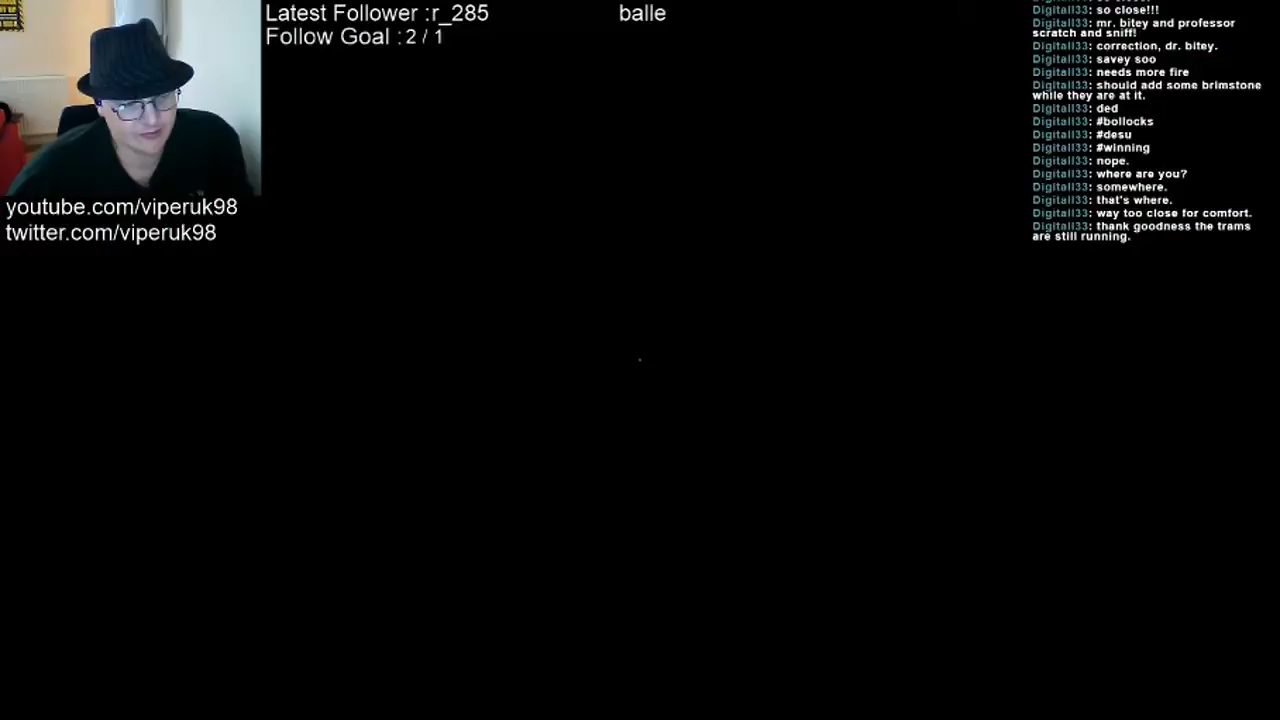 Latest Follower :r_285
balle
Follow Goal : 2 / 1
youtube.com/viperuk98
twitter.com/viperuk98
Digitall33: so close!!!
Digitall33: mr. bitey and professor
scratch and sniff!
Digitall33: correction, dr. bitey.
Digitall33: savey soo
Digitall33: needs more fire
Digitall33: should add some brimstone
while they are at it.
Digitall33: ded
Digitall33: #bollocks
Digitall33: #desu
Digitall33: #winning
Digitall33: nope.
Digitall33: where are you?
Digitall33: somewhere.
Digitall33: that's where.
Digitall33: way too close for comfort.
Digitall33: thank goodness the trams
are still running.